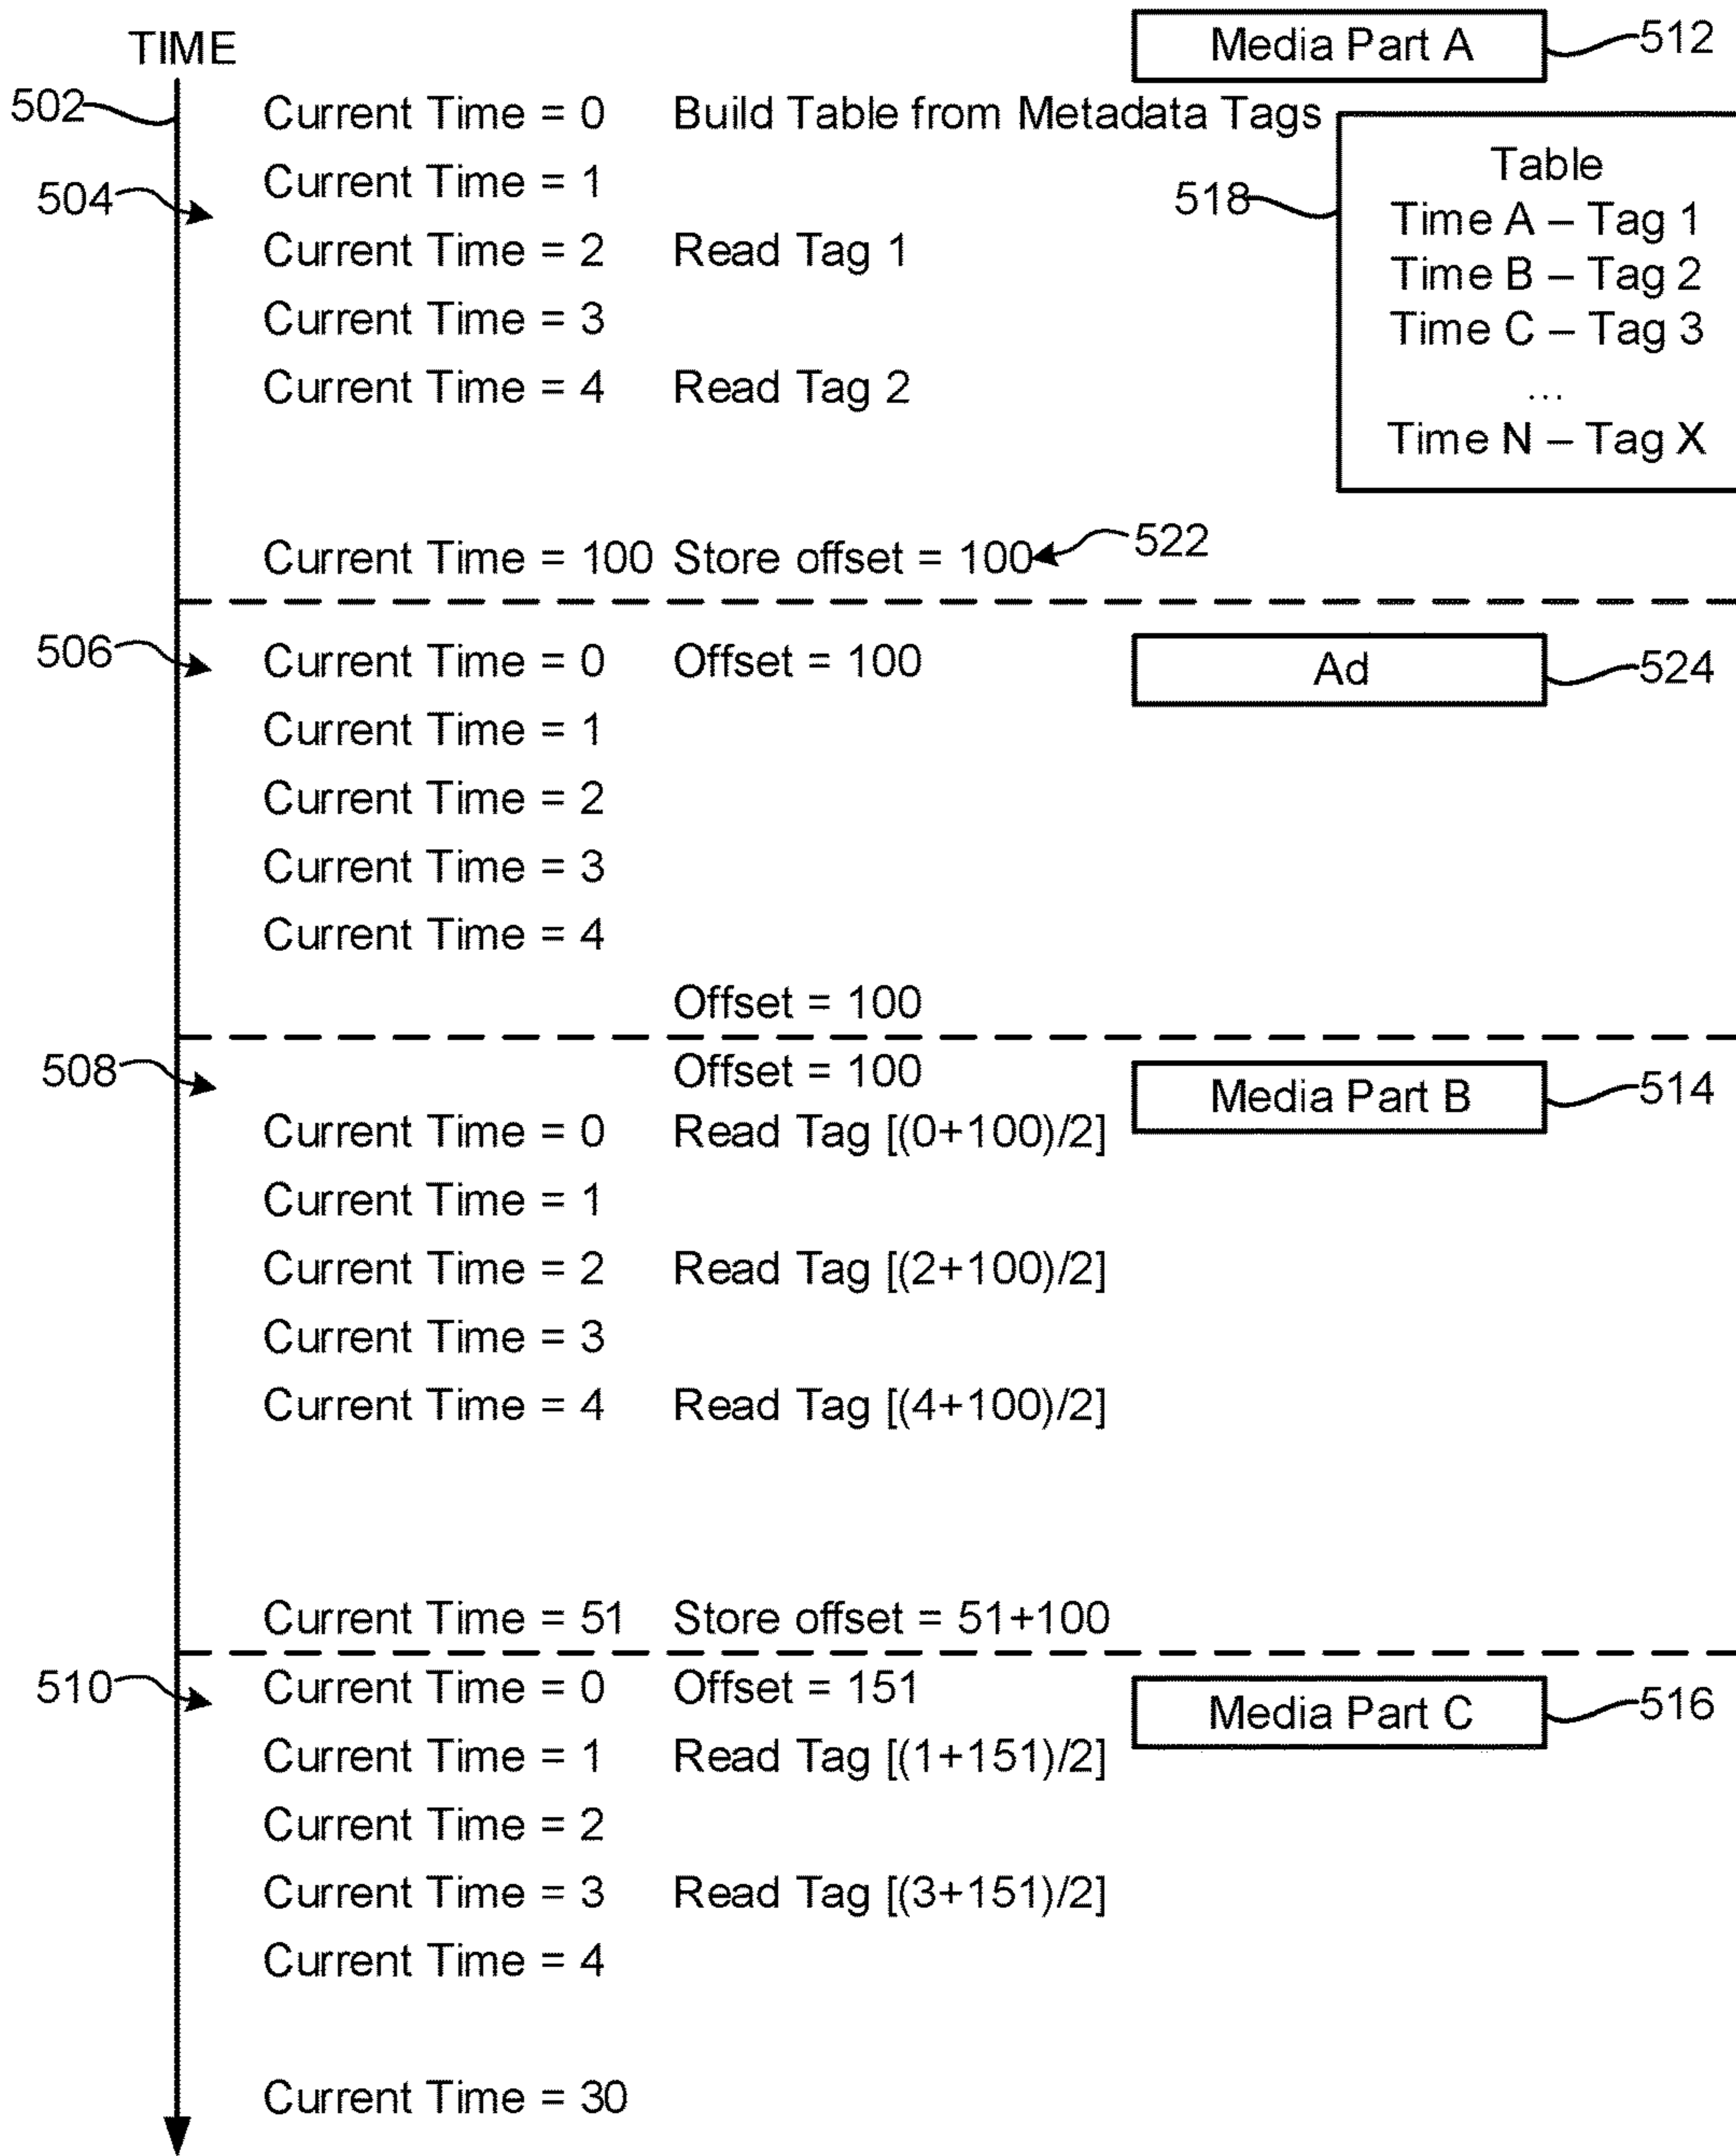 Media Part A 512
TIME
502 Current Time = 0 Build Table from Metadata Tags
Current Time = 1
504
Current Time = 2 Read Tag 1
Current Time = 3
Current Time = 4 Read Tag 2
518
Table
Time A – Tag 1
Time B – Tag 2
Time C – Tag 3
...
Time N – Tag X
Current Time = 100 Store offset = 100 522
506 Current Time = 0 Offset = 100 Ad 524
Current Time = 1
Current Time = 2
Current Time = 3
Current Time = 4
Offset = 100
508 Offset = 100 Media Part B 514
Current Time = 0 Read Tag [(0+100)/2]
Current Time = 1
Current Time = 2 Read Tag [(2+100)/2]
Current Time = 3
Current Time = 4 Read Tag [(4+100)/2]
Current Time = 51 Store offset = 51+100
510 Current Time = 0 Offset = 151 Media Part C 516
Current Time = 1 Read Tag [(1+151)/2]
Current Time = 2
Current Time = 3 Read Tag [(3+151)/2]
Current Time = 4
Current Time = 30